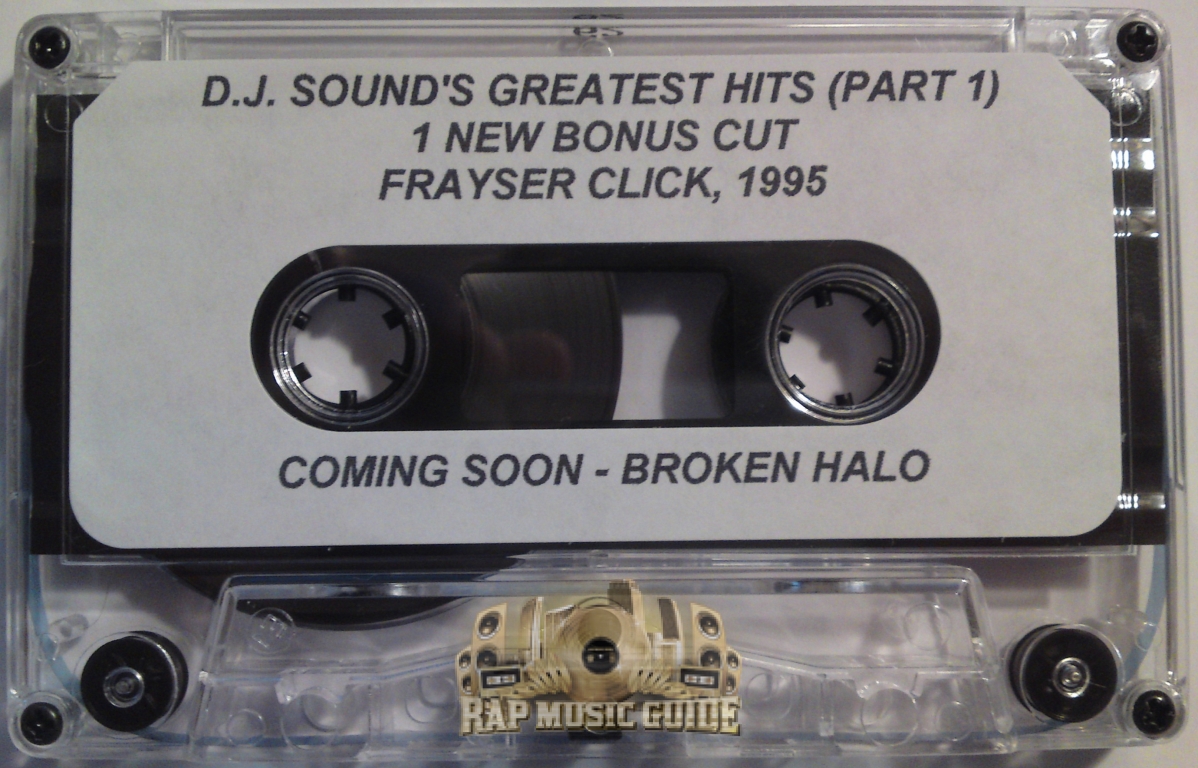 D.J. SOUND'S GREATEST HITS (PART 1)
1 NEW BONUS CUT
FRAYSER CLICK, 1995
COMING SOON - BROKEN HALO
RAP MUSIC GUIDE